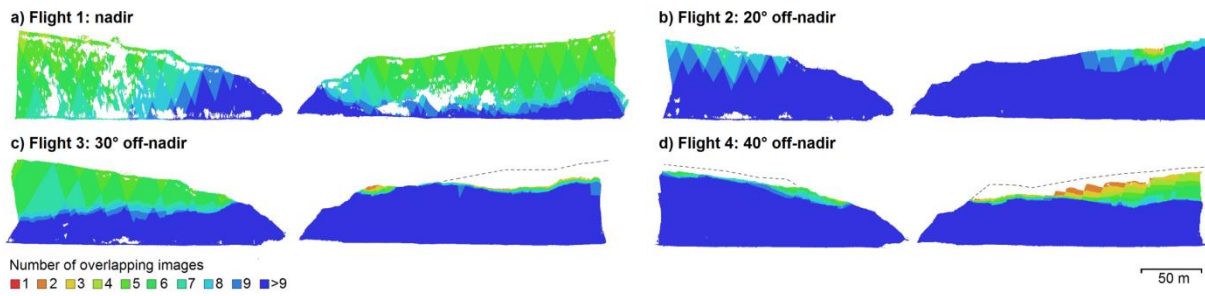 a) Flight 1: nadir
b) Flight 2: 20° off-nadir
c) Flight 3: 30° off-nadir
d) Flight 4: 40° off-nadir
Number of overlapping images
1 2 3 4 5 6 7 8 9 >9
50 m